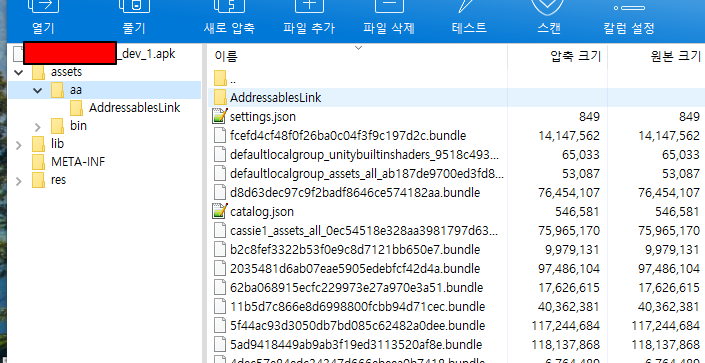 열기 풀기 새로 압축 파일 추가 파일 삭제 테스트 스캔 칼럼 설정
_dev_1.apk
assets
aa
AddressablesLink
bin
lib
META-INF
res
이름 압축 크기 원본 크기
..
AddressablesLink
settings.json 849 849
fcefd4cf48f0f26ba0c04f3f9c197d2c.bundle 14,147,562 14,147,562
defaultlocalgroup_unitybuiltinshaders_9518c493... 65,033 65,033
defaultlocalgroup_assets_all_ab187de9700ed3fd8... 53,087 53,087
d8d63dec97c9f2badf8646ce574182aa.bundle 76,454,107 76,454,107
catalog.json 546,581 546,581
cassie1_assets_all_0ec54518e328aa3981797d63... 75,965,170 75,965,170
b2c8fef3322b53f0e9c8d7121bb650e7.bundle 9,979,131 9,979,131
2035481d6ab07eae5905edebfcf42d4a.bundle 97,486,104 97,486,104
62ba068915ecfc229973e27a970e3a51.bundle 17,626,615 17,626,615
11b5d7c866e8d6998800fcbb94d71cec.bundle 40,362,381 40,362,381
5f44ac93d3050db7bd085c62482a0dee.bundle 117,244,684 117,244,684
5ad9418449ab9ab3f19ed3113520af8e.bundle 118,137,868 118,137,868